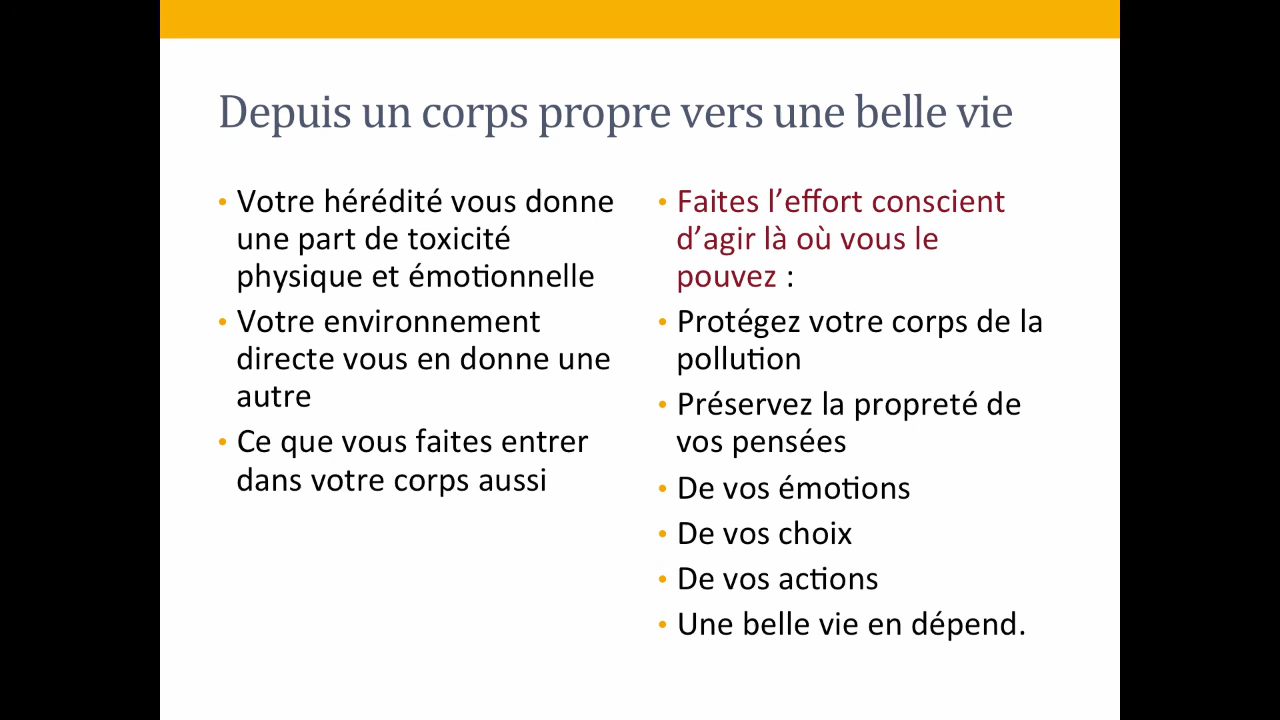 Depuis un corps propre vers une belle vie
• Votre hérédité vous donne
une part de toxicité
physique et émotionnelle
• Votre environnement
directe vous en donne une
autre
• Ce que vous faites entrer
dans votre corps aussi
• Faites l’effort conscient
d’agir là où vous le
pouvez :
• Protégez votre corps de la
pollution
• Préservez la propreté de
vos pensées
• De vos émotions
• De vos choix
• De vos actions
• Une belle vie en dépend.